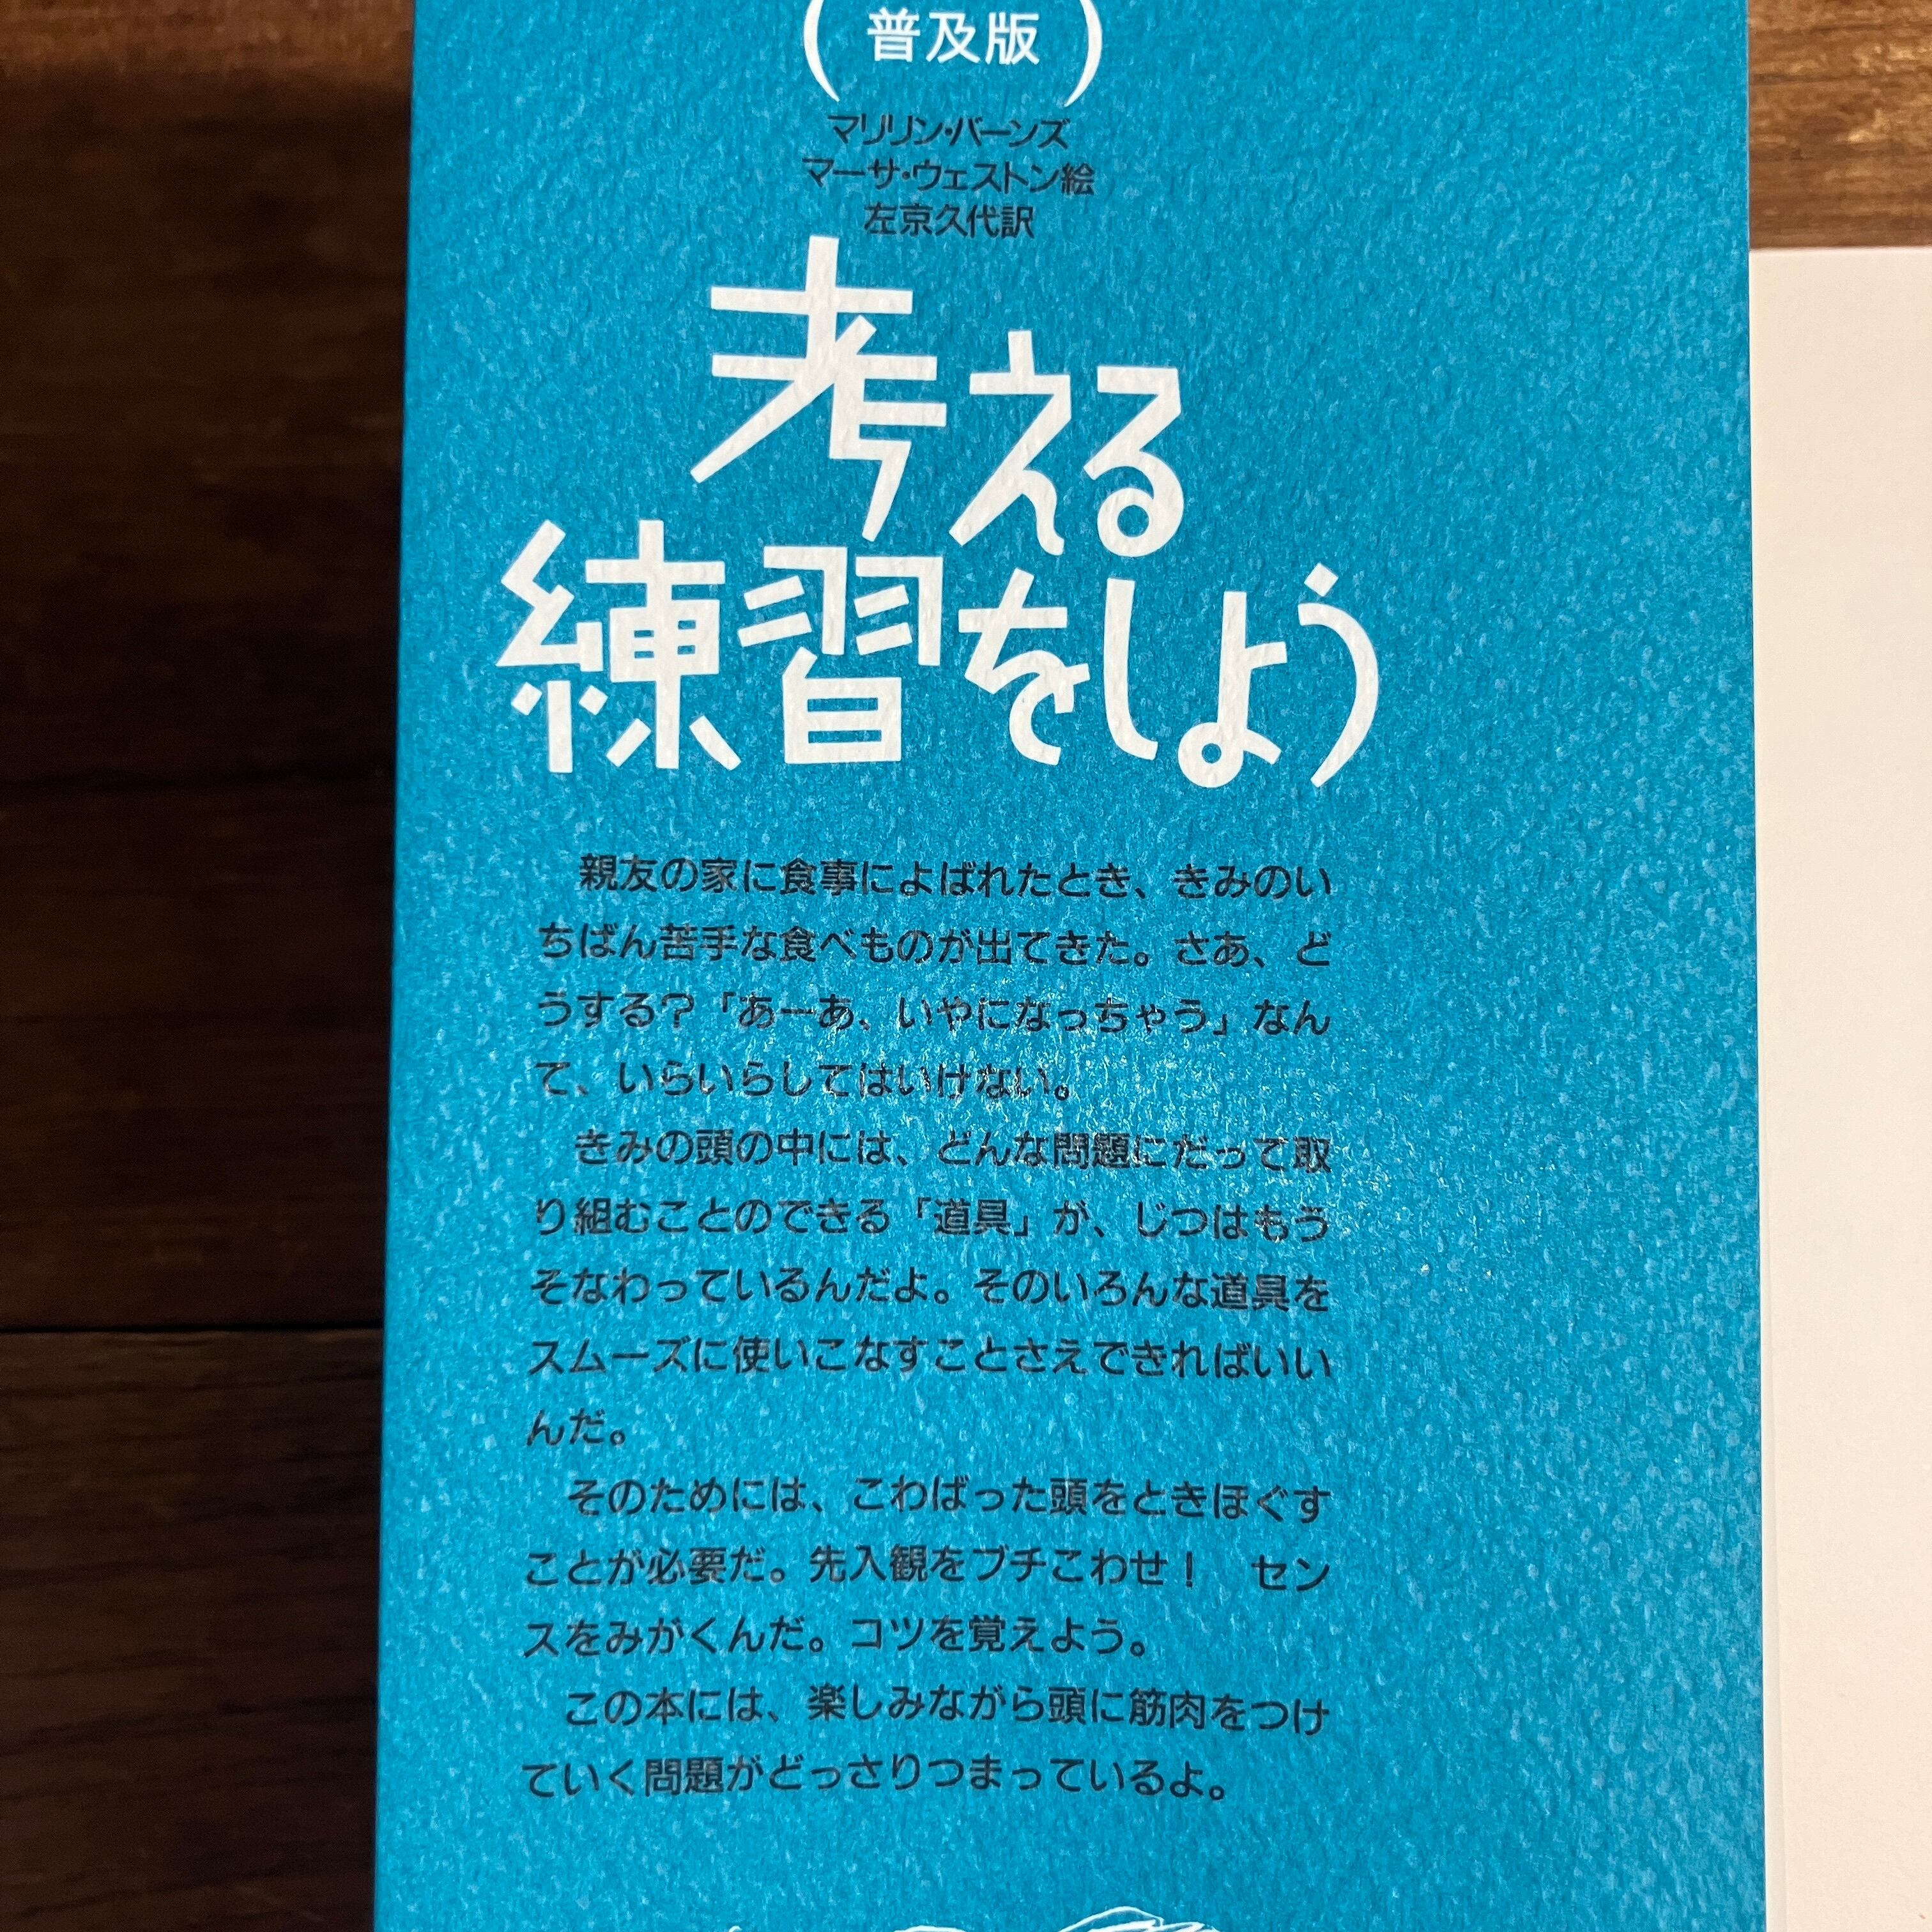 普及版
マリリン・バーンズ
マーサ・ウェストン絵
左京久代訳
考える
練習をしよう
親友の家に食事によばれたとき、きみのい
ちばん苦手な食べものが出てきた。さあ、ど
うする?「あーあ、いやになっちゃう」なん
て、いらいらしてはいけない。
きみの頭の中には、どんな問題にだって取
り組むことのできる「道具」が、じつはもう
そなわっているんだよ。そのいろんな道具を
スムーズに使いこなすことさえできればいい
んだ。
そのためには、こわばった頭をときほぐす
ことが必要だ。先入観をブチこわせ! セン
スをみがくんだ。コツを覚えよう。
この本には、楽しみながら頭に筋肉をつけ
ていく問題がどっさりつまっているよ。